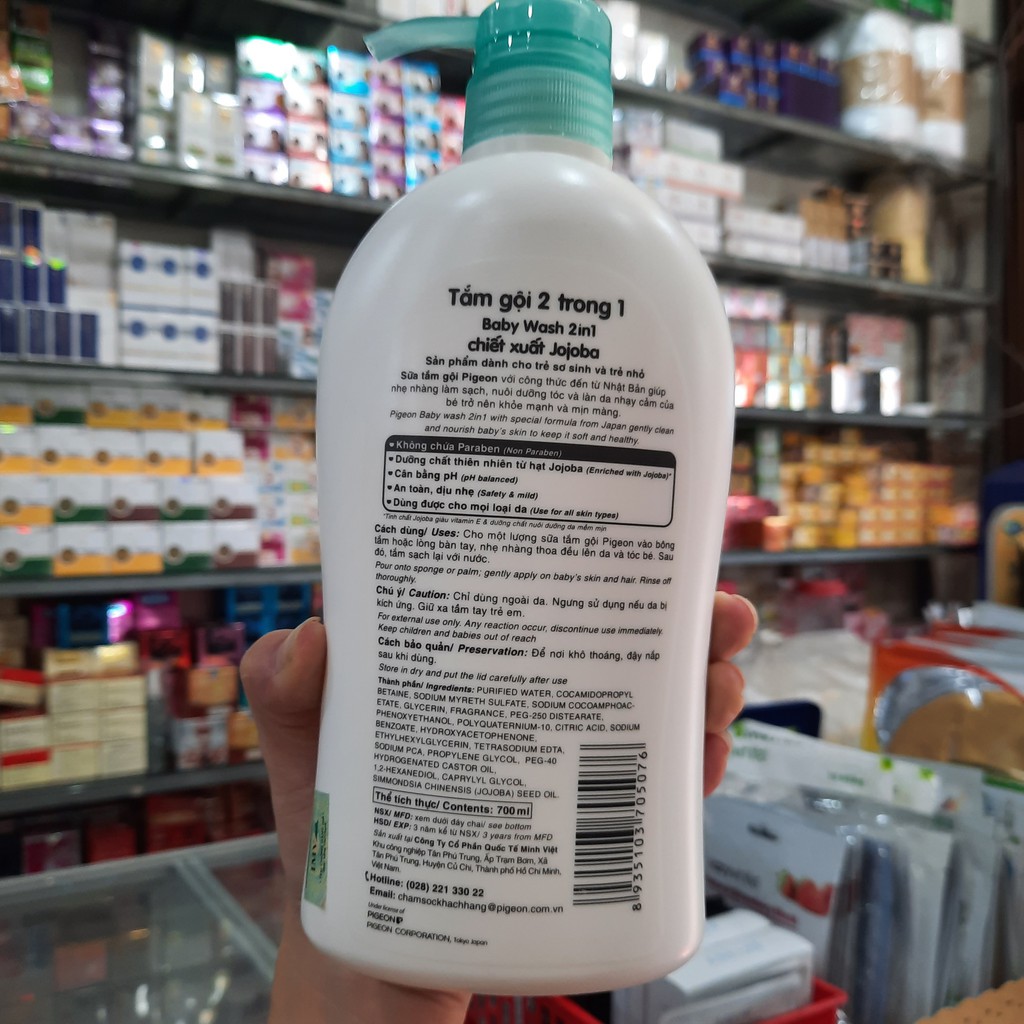 Tắm gội 2 trong 1
Baby Wash 2in1
chiết xuất Jojoba
Sản phẩm dành cho trẻ sơ sinh và trẻ nhỏ
Sữa tắm gội Pigeon với công thức đến từ Nhật Bản giúp
nhẹ nhàng làm sạch, nuôi dưỡng tóc và làn da nhạy cảm của
bé trở nên khỏe mạnh và mịn màng.
Pigeon Baby wash 2in1 with special formula from Japan gently clean
and nourish baby's skin to keep it soft and healthy.
• Không chứa Paraben (Non Paraben)
• Dưỡng chất thiên nhiên từ hạt Jojoba (Enriched with Jojoba)*
• Cân bằng pH (pH balanced)
• An toàn, dịu nhẹ (Safety & mild)
• Dùng được cho mọi loại da (Use for all skin types)
*Tinh chất Jojoba giàu vitamin E & dưỡng chất nuôi dưỡng da mềm mịn
Cách dùng/ Uses: Cho một lượng sữa tắm gội Pigeon vào bông
tắm hoặc lòng bàn tay, nhẹ nhàng thoa đều lên da và tóc bé. Sau
đó, tắm sạch lại với nước.
Pour onto sponge or palm; gently apply on baby's skin and hair. Rinse off
thoroughly.
Chú ý/ Caution: Chỉ dùng ngoài da. Ngưng sử dụng nếu da bị
kích ứng. Giữ xa tầm tay trẻ em.
For external use only. Any reaction occur, discontinue use immediately.
Keep children and babies out of reach
Cách bảo quản/ Preservation: Để nơi khô thoáng, đậy nắp
sau khi dùng.
Store in dry and put the lid carefully after use
Thành phần/ Ingredients: PURIFIED WATER, COCAMIDOPROPYL
BETAINE, SODIUM MYRETH SULFATE, SODIUM COCOAMPHOAC-
ETATE, GLYCERIN, FRAGRANCE, PEG-250 DISTEARATE,
PHENOXYETHANOL, POLYQUATERNIUM-10, CITRIC ACID, SODIUM
BENZOATE, HYDROXYACETOPHENONE,
ETHYLHEXYLGLYCERIN, TETRASODIUM EDTA,
SODIUM PCA, PROPYLENE GLYCOL, PEG-40
HYDROGENATED CASTOR OIL,
1,2-HEXANEDIOL, CAPRYLYL GLYCOL,
SIMMONDSIA CHINENSIS (JOJOBA) SEED OIL.
Thể tích thực/ Contents: 700ml
NSX/ MFD: xem dưới đáy chai/ see bottom
HSD/ EXP: 3 năm kể từ NSX/ 3 years from MFD
Sản xuất tại Công Ty Cổ Phần Quốc Tế Minh Việt
Khu công nghiệp Tân Phú Trung, Ấp Trạm Bơm, Xã
Tân Phú Trung, Huyện Củ Chi, Thành phố Hồ Chí Minh,
Việt Nam.
Hotline: (028) 221 330 22
Email: chamsockhachhang@pigeon.com.vn
Under license of
PIGEON
PIGEON CORPORATION, Tokyo Japan
8 935103 705076